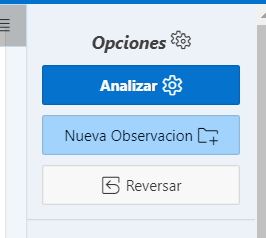 Opciones
Analizar
Nueva Observacion
Reversar